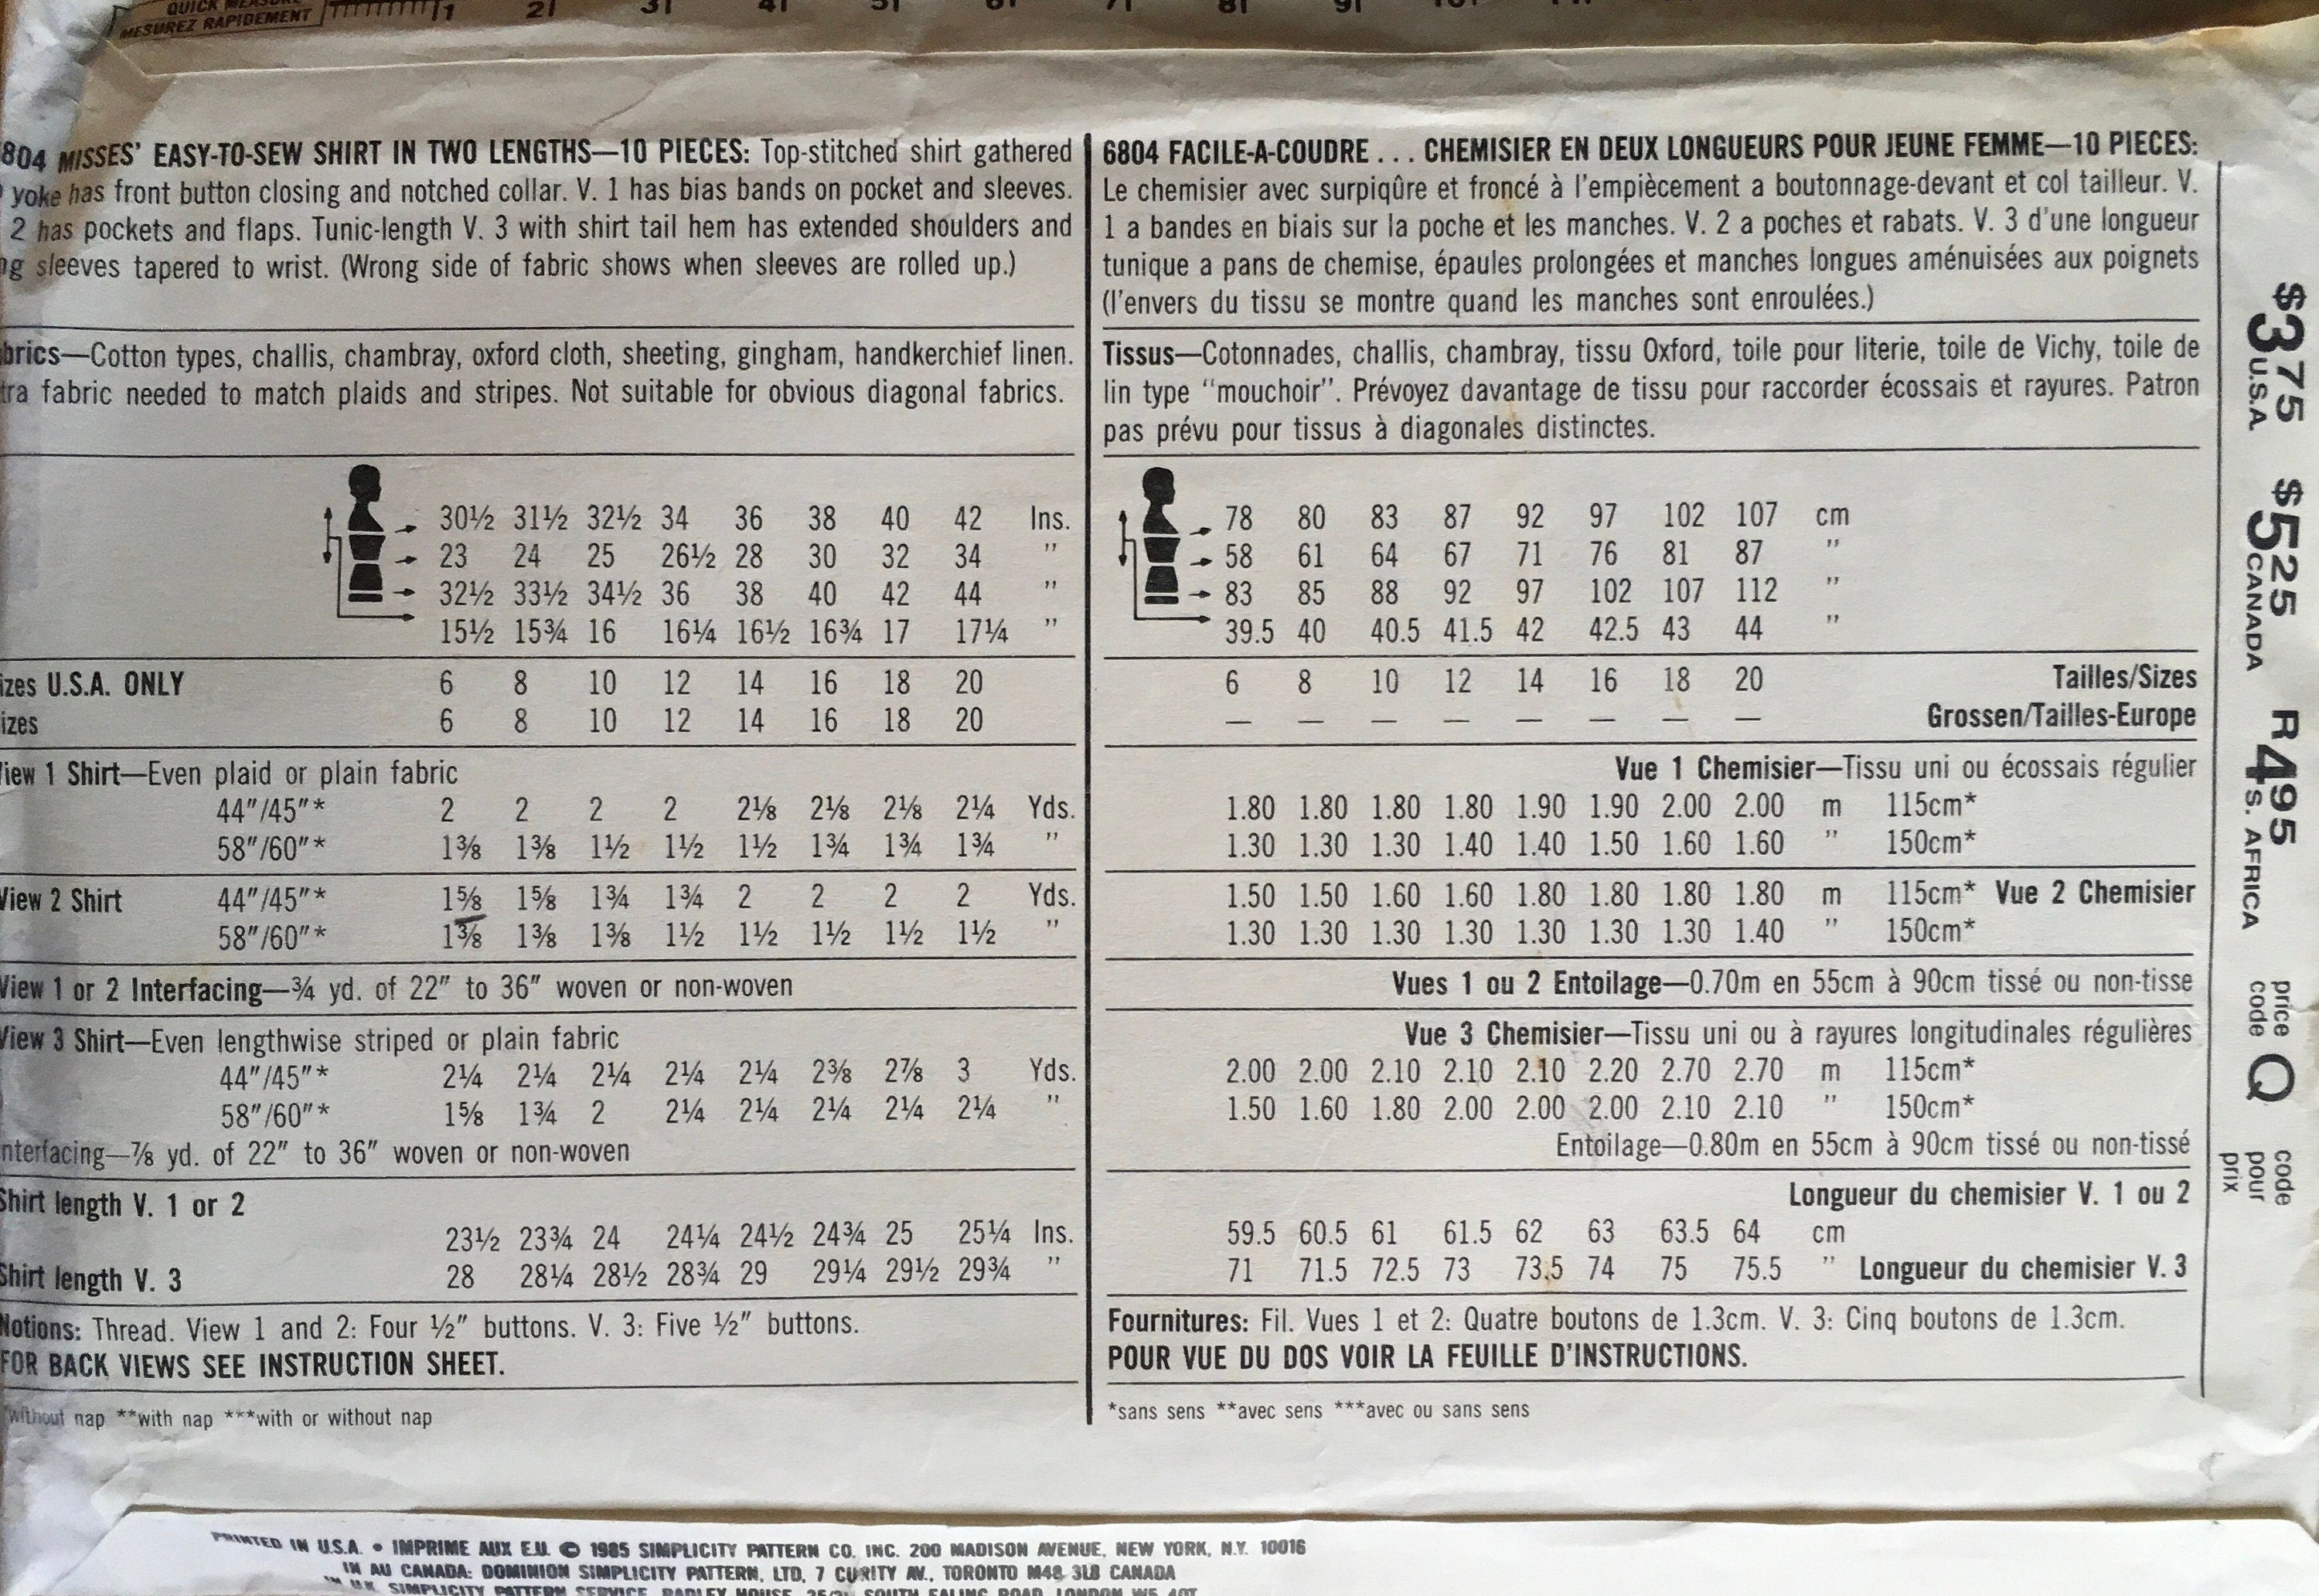 QUICK MEASURE
MESUREZ RAPIDEMENT
1 2 3 4 5 6 7 8 9
804 MISSES' EASY-TO-SEW SHIRT IN TWO LENGTHS—10 PIECES: Top-stitched shirt gathered
yoke has front button closing and notched collar. V. 1 has bias bands on pocket and sleeves.
2 has pockets and flaps. Tunic-length V. 3 with shirt tail hem has extended shoulders and
ng sleeves tapered to wrist. (Wrong side of fabric shows when sleeves are rolled up.)
brics—Cotton types, challis, chambray, oxford cloth, sheeting, gingham, handkerchief linen.
tra fabric needed to match plaids and stripes. Not suitable for obvious diagonal fabrics.
30½ 31½ 32½ 34 36 38 40 42 Ins.
23 24 25 26½ 28 30 32 34 "
32½ 33½ 34½ 36 38 40 42 44 "
15½ 15¾ 16 16¼ 16½ 16¾ 17 17¼ "
izes U.S.A. ONLY 6 8 10 12 14 16 18 20
izes 6 8 10 12 14 16 18 20
View 1 Shirt—Even plaid or plain fabric
44"/45"* 2 2 2 2 2⅛ 2⅛ 2⅛ 2¼ Yds.
58"/60"* 1⅜ 1⅜ 1½ 1½ 1½ 1¾ 1¾ 1¾ "
View 2 Shirt 44"/45"* 1⅝ 1⅝ 1¾ 1¾ 2 2 2 2 Yds.
58"/60"* 1⅜ 1⅜ 1⅜ 1½ 1½ 1½ 1½ 1½ "
View 1 or 2 Interfacing—¾ yd. of 22" to 36" woven or non-woven
View 3 Shirt—Even lengthwise striped or plain fabric
44"/45"* 2¼ 2¼ 2¼ 2¼ 2¼ 2⅜ 2⅞ 3 Yds.
58"/60"* 1⅝ 1¾ 2 2¼ 2¼ 2¼ 2¼ 2¼ "
nterfacing—⅞ yd. of 22" to 36" woven or non-woven
Shirt length V. 1 or 2
23½ 23¾ 24 24¼ 24½ 24¾ 25 25¼ Ins.
Shirt length V. 3 28 28¼ 28½ 28¾ 29 29¼ 29½ 29¾ "
Notions: Thread. View 1 and 2: Four ½" buttons. V. 3: Five ½" buttons.
FOR BACK VIEWS SEE INSTRUCTION SHEET.
*without nap **with nap ***with or without nap
6804 FACILE-A-COUDRE . . . CHEMISIER EN DEUX LONGUEURS POUR JEUNE FEMME—10 PIECES:
Le chemisier avec surpiqûre et froncé à l'empiècement a boutonnage-devant et col tailleur. V.
1 a bandes en biais sur la poche et les manches. V. 2 a poches et rabats. V. 3 d'une longueur
tunique a pans de chemise, épaules prolongées et manches longues aménuisées aux poignets
(l'envers du tissu se montre quand les manches sont enroulées.)
Tissus—Cotonnades, challis, chambray, tissu Oxford, toile pour literie, toile de Vichy, toile de
lin type "mouchoir". Prévoyez davantage de tissu pour raccorder écossais et rayures. Patron
pas prévu pour tissus à diagonales distinctes.
78 80 83 87 92 97 102 107 cm
58 61 64 67 71 76 81 87 "
83 85 88 92 97 102 107 112 "
39.5 40 40.5 41.5 42 42.5 43 44 "
6 8 10 12 14 16 18 20 Tailles/Sizes
— — — — — — — — Grossen/Tailles-Europe
Vue 1 Chemisier—Tissu uni ou écossais régulier
1.80 1.80 1.80 1.80 1.90 1.90 2.00 2.00 m 115cm*
1.30 1.30 1.30 1.40 1.40 1.50 1.60 1.60 " 150cm*
1.50 1.50 1.60 1.60 1.80 1.80 1.80 1.80 m 115cm* Vue 2 Chemisier
1.30 1.30 1.30 1.30 1.30 1.30 1.30 1.40 " 150cm*
Vues 1 ou 2 Entoilage—0.70m en 55cm à 90cm tissé ou non-tisse
Vue 3 Chemisier—Tissu uni ou à rayures longitudinales régulières
2.00 2.00 2.10 2.10 2.10 2.20 2.70 2.70 m 115cm*
1.50 1.60 1.80 2.00 2.00 2.00 2.10 2.10 " 150cm*
Entoilage—0.80m en 55cm à 90cm tissé ou non-tissé
Longueur du chemisier V. 1 ou 2
59.5 60.5 61 61.5 62 63 63.5 64 cm
71 71.5 72.5 73 73.5 74 75 75.5 " Longueur du chemisier V. 3
Fournitures: Fil. Vues 1 et 2: Quatre boutons de 1.3cm. V. 3: Cinq boutons de 1.3cm.
POUR VUE DU DOS VOIR LA FEUILLE D'INSTRUCTIONS.
*sans sens **avec sens ***avec ou sans sens
$375 U.S.A.
$525 CANADA
R495 S. AFRICA
price code Q
code pour prix
PRINTED IN U.S.A. • IMPRIME AUX E.U. © 1985 SIMPLICITY PATTERN CO. INC. 200 MADISON AVENUE, NEW YORK, N.Y. 10016
IN AU CANADA: DOMINION SIMPLICITY PATTERN, LTD, 7 CURITY AV., TORONTO M4B 3L8 CANADA
SIMPLICITY PATTERN SERVICE, SOUTH EALING ROAD, LONDON W5